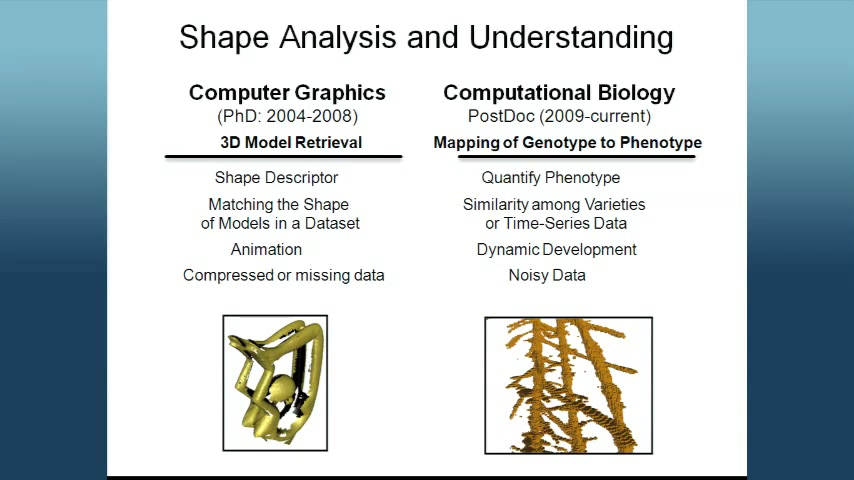 Shape Analysis and Understanding
Computer Graphics
(PhD: 2004-2008)
3D Model Retrieval
Shape Descriptor
Matching the Shape
of Models in a Dataset
Animation
Compressed or missing data
Computational Biology
PostDoc (2009-current)
Mapping of Genotype to Phenotype
Quantify Phenotype
Similarity among Varieties
or Time-Series Data
Dynamic Development
Noisy Data